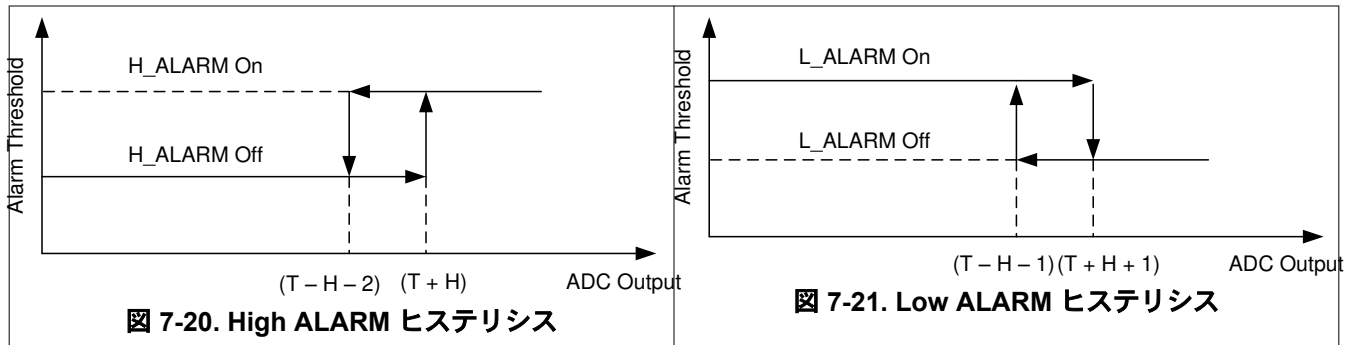 Alarm Threshold
H_ALARM On
H_ALARM Off
(T – H – 2)
(T + H)
ADC Output
図 7-20. High ALARM ヒステリシス
Alarm Threshold
L_ALARM On
L_ALARM Off
(T – H – 1)
(T + H + 1)
ADC Output
図 7-21. Low ALARM ヒステリシス